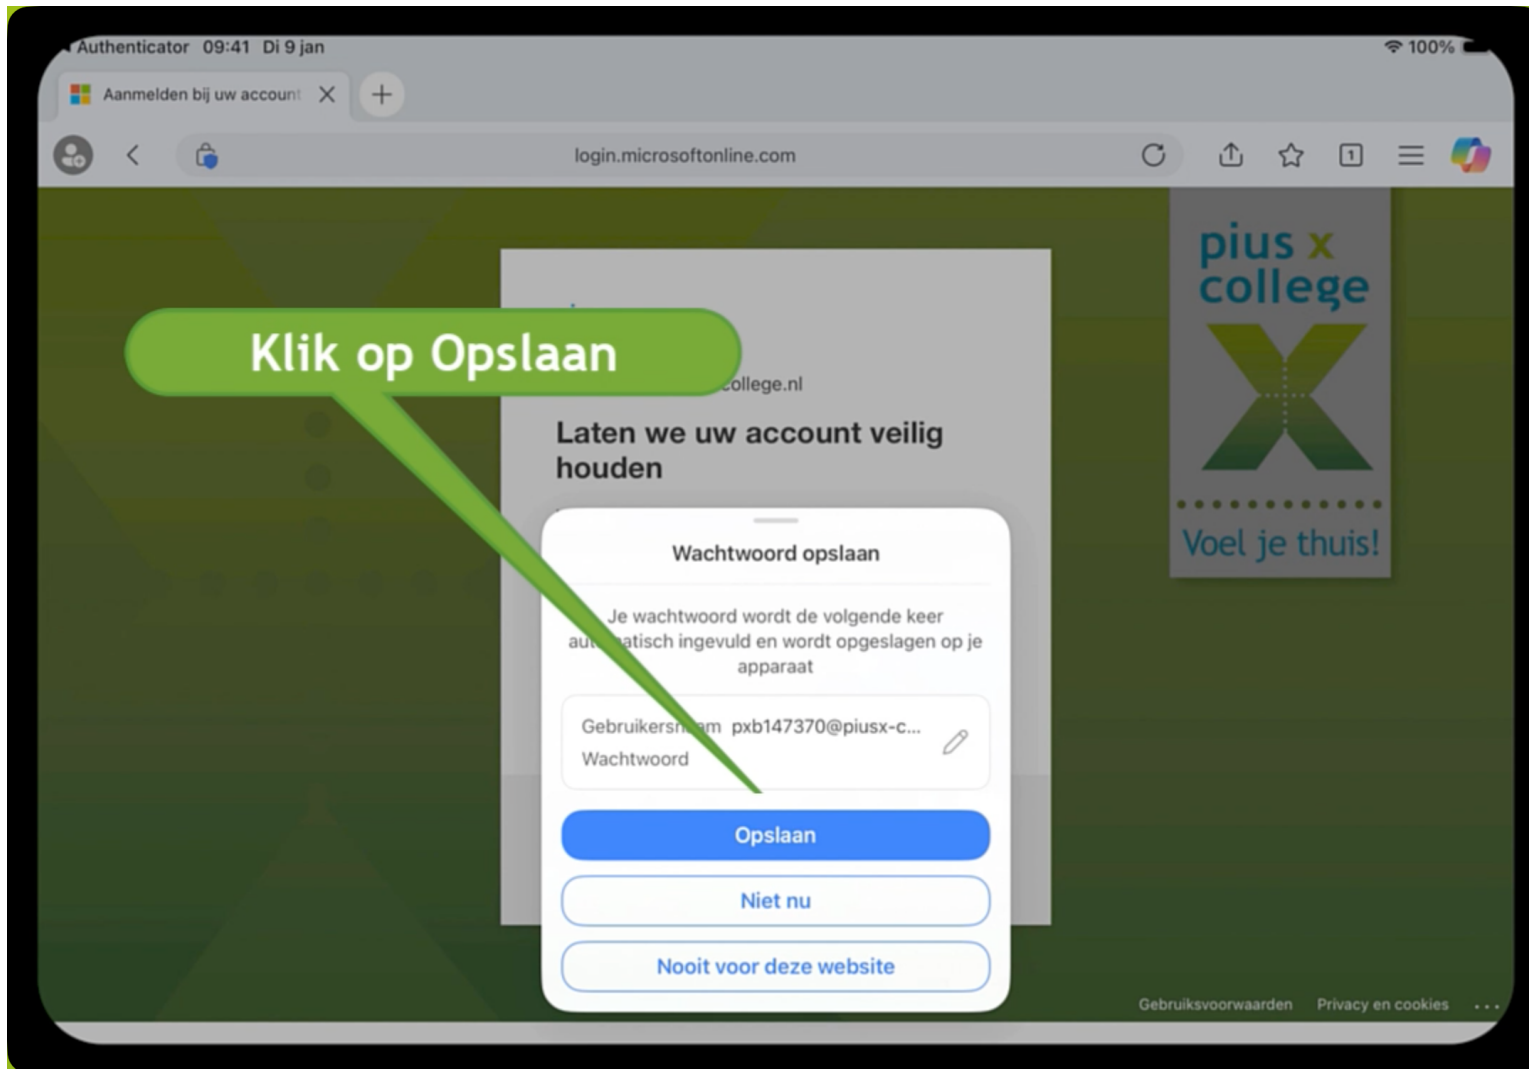 Authenticator 09:41 Di 9 jan
100%
Aanmelden bij uw account
login.microsoftonline.com
1
pius x
college
Klik op Opslaan
college.nl
Laten we uw account veilig
houden
Voel je thuis!
Wachtwoord opslaan
Je wachtwoord wordt de volgende keer
automatisch ingevuld en wordt opgeslagen op je
apparaat
Gebruikersnaam pxb147370@piusx-c...
Wachtwoord
Opslaan
Niet nu
Nooit voor deze website
Gebruiksvoorwaarden Privacy en cookies ...